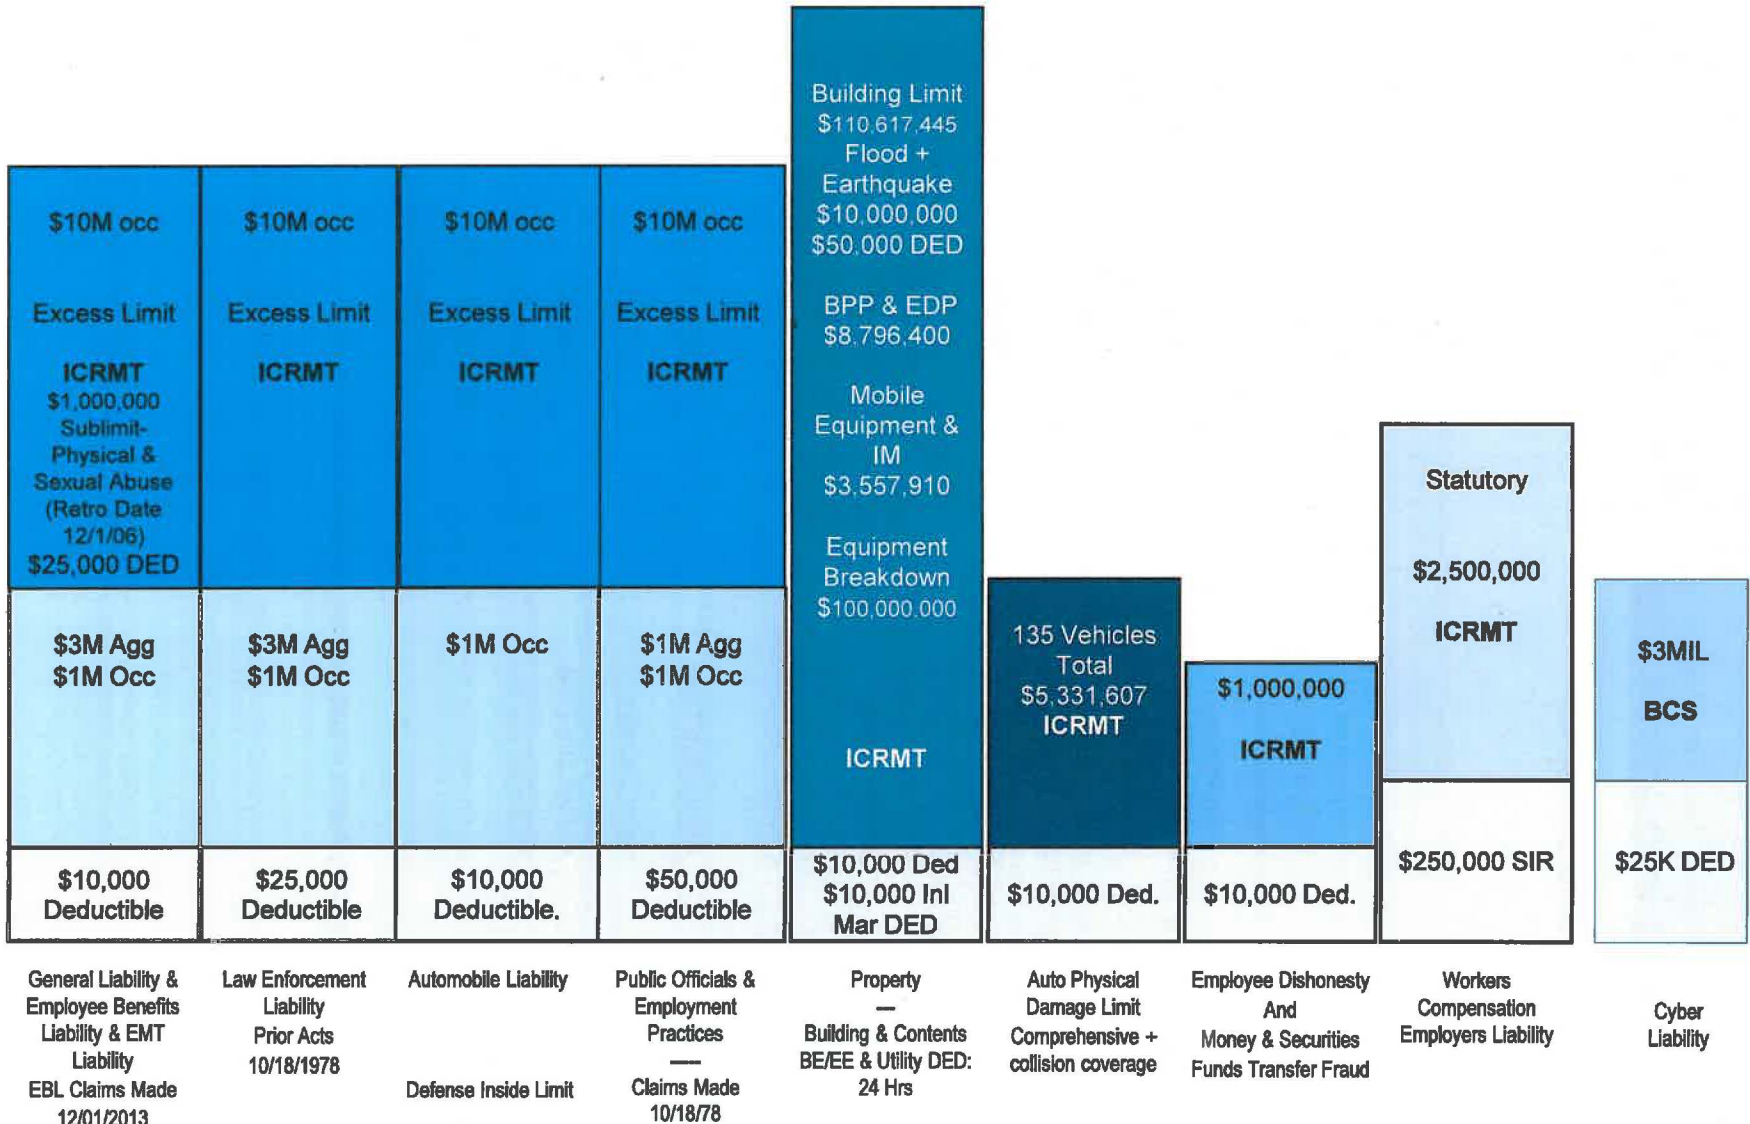 $10M occ
Excess Limit
ICRMT
$1,000,000
Sublimit-
Physical &
Sexual Abuse
(Retro Date
12/1/06)
$25,000 DED
$3M Agg
$1M Occ
$10,000
Deductible
General Liability &
Employee Benefits
Liability & EMT
Liability
EBL Claims Made
12/01/2013
$10M occ
Excess Limit
ICRMT
$3M Agg
$1M Occ
$25,000
Deductible
Law Enforcement
Liability
Prior Acts
10/18/1978
$10M occ
Excess Limit
ICRMT
$1M Occ
$10,000
Deductible.
Automobile Liability
Defense Inside Limit
$10M occ
Excess Limit
ICRMT
$1M Agg
$1M Occ
$50,000
Deductible
Public Officials &
Employment
Practices
—
Claims Made
10/18/78
Building Limit
$110,617,445
Flood +
Earthquake
$10,000,000
$50,000 DED
BPP & EDP
$8,796,400
Mobile
Equipment &
IM
$3,557,910
Equipment
Breakdown
$100,000.000
ICRMT
$10,000 Ded
$10,000 Inl
Mar DED
Property
—
Building & Contents
BE/EE & Utility DED:
24 Hrs
135 Vehicles
Total
$5,331,607
ICRMT
$10,000 Ded.
Auto Physical
Damage Limit
Comprehensive +
collision coverage
$1,000,000
ICRMT
$10,000 Ded.
Employee Dishonesty
And
Money & Securities
Funds Transfer Fraud
Statutory
$2,500,000
ICRMT
$250,000 SIR
Workers
Compensation
Employers Liability
$3MIL
BCS
$25K DED
Cyber
Liability